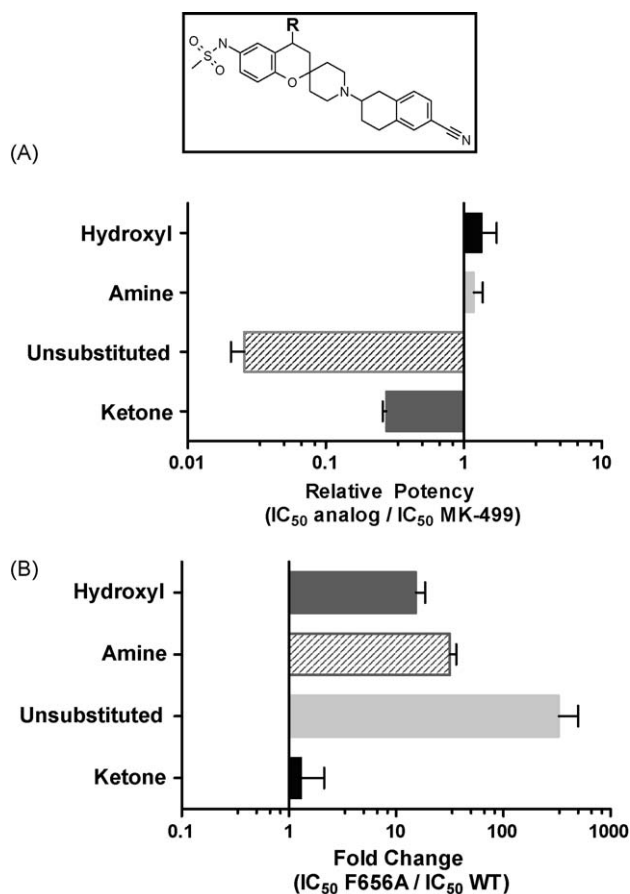 R
O
S
O
N
O
N
N
(A)
Hydroxyl
Amine
Unsubstituted
Ketone
0.01 0.1 1 10
Relative Potency
(IC50 analog / IC50 MK-499)
(B)
Hydroxyl
Amine
Unsubstituted
Ketone
0.1 1 10 100 1000
Fold Change
(IC50 F656A / IC50 WT)